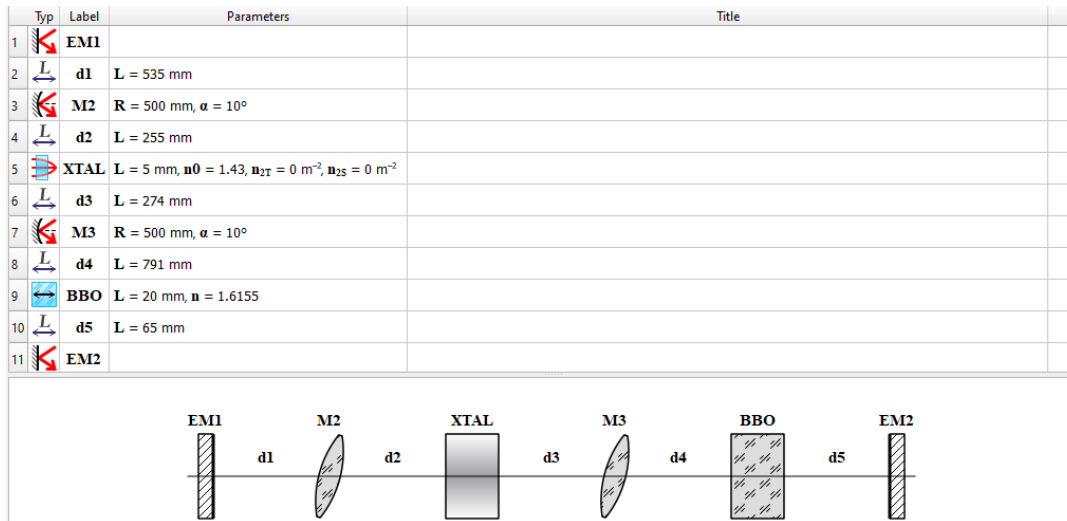 Typ Label Parameters Title
1 EM1
2 L d1 L = 535 mm
3 M2 R = 500 mm, α = 10°
4 L d2 L = 255 mm
5 XTAL L = 5 mm, n0 = 1.43, n2T = 0 m⁻², n2S = 0 m⁻²
6 L d3 L = 274 mm
7 M3 R = 500 mm, α = 10°
8 L d4 L = 791 mm
9 BBO L = 20 mm, n = 1.6155
10 L d5 L = 65 mm
11 EM2
EM1 M2 XTAL M3 BBO EM2
d1 d2 d3 d4 d5